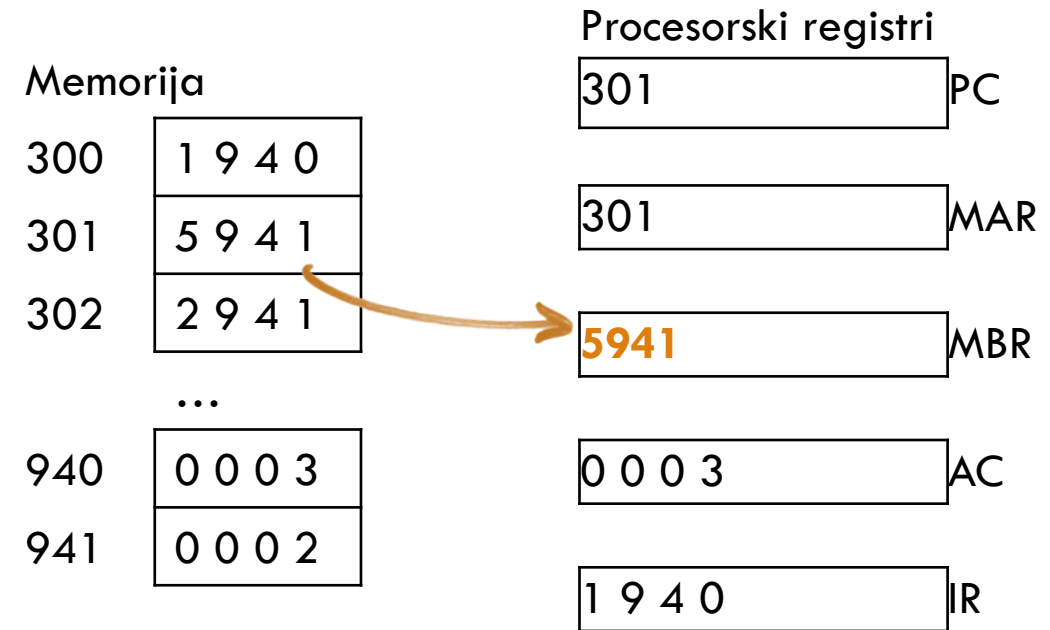 Memorija
300 1 9 4 0
301 5 9 4 1
302 2 9 4 1
...
940 0 0 0 3
941 0 0 0 2
Procesorski registri
301 PC
301 MAR
5941 MBR
0 0 0 3 AC
1 9 4 0 IR